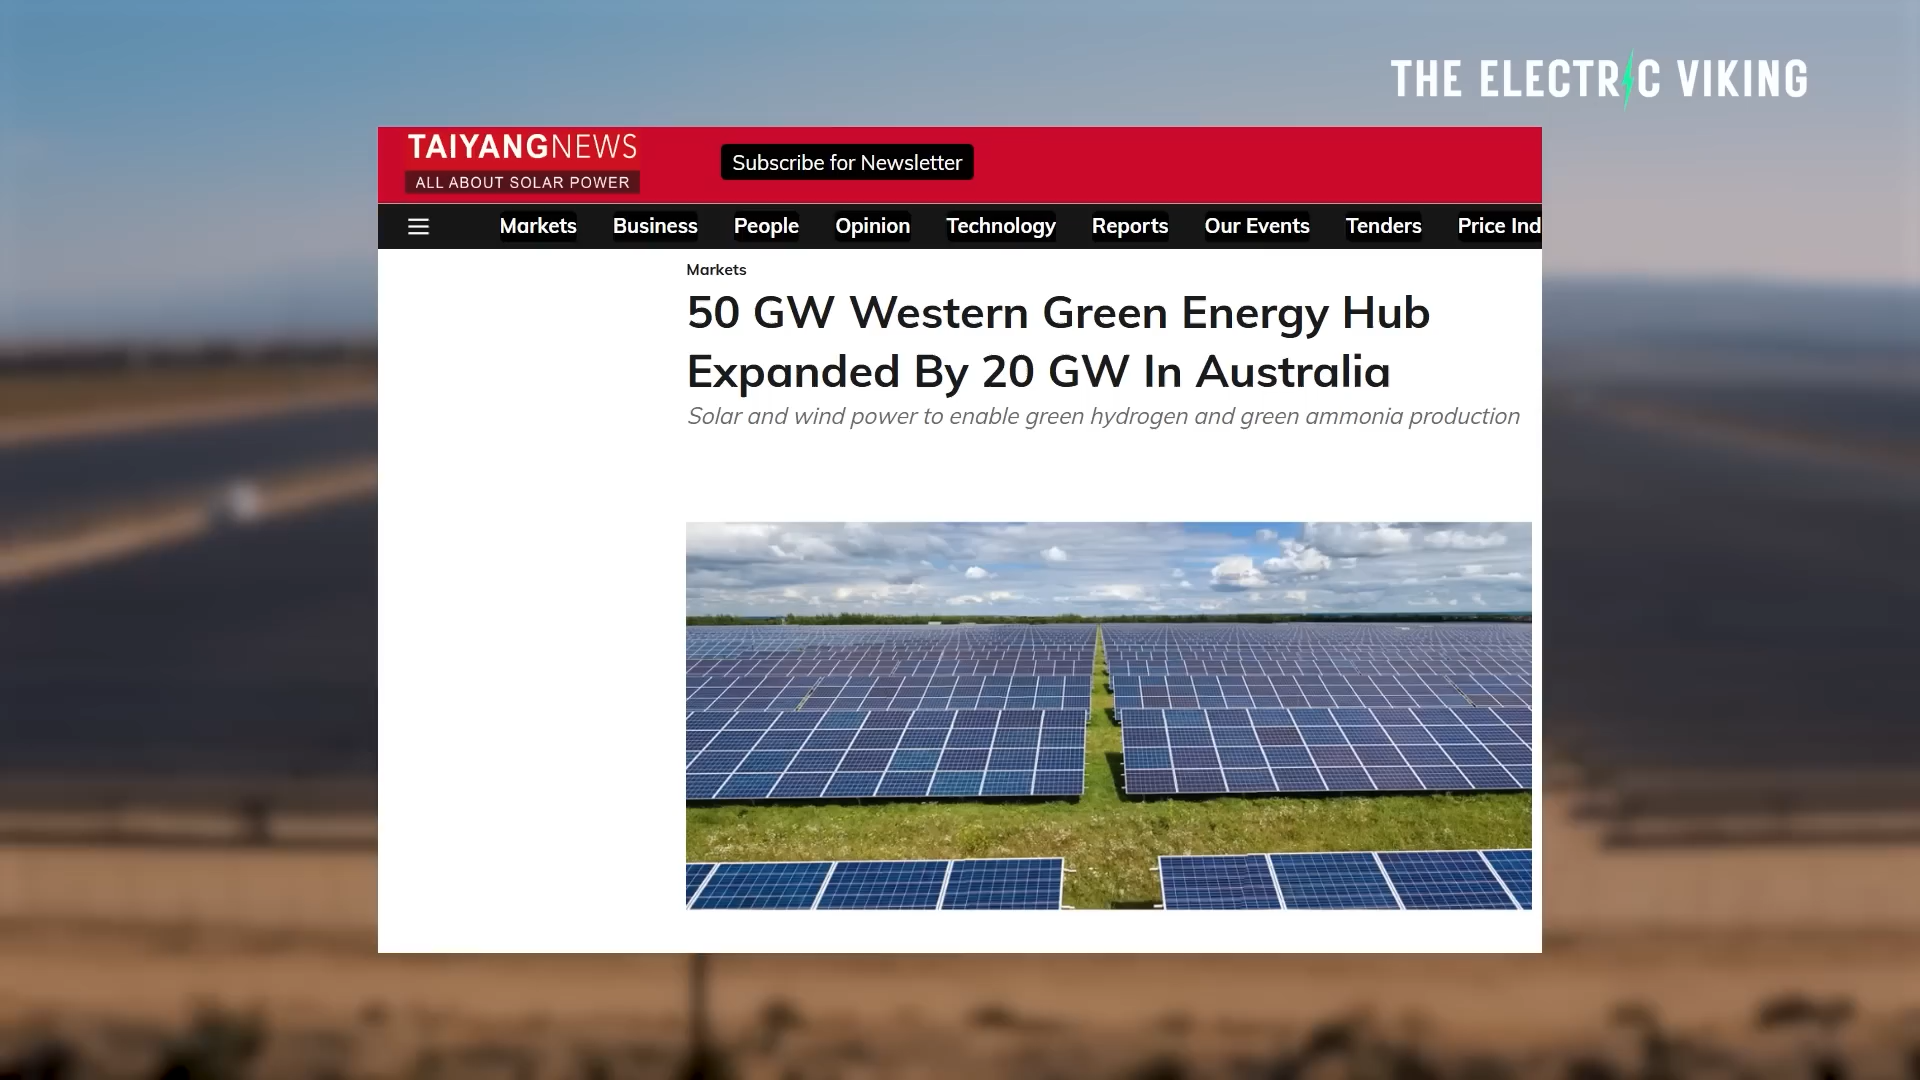 THE ELECTRIC VIKING
TAIYANGNEWS
ALL ABOUT SOLAR POWER
Subscribe for Newsletter
Markets Business People Opinion Technology Reports Our Events Tenders Price Ind
Markets
50 GW Western Green Energy Hub
Expanded By 20 GW In Australia
Solar and wind power to enable green hydrogen and green ammonia production